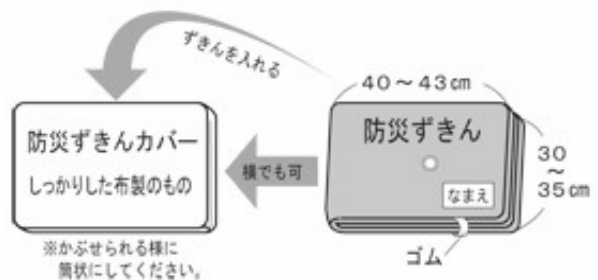 ずきんを入れる
40～43㎝
防災ずきんカバー
しっかりした布製のもの
横でも可
防災ずきん
なまえ
30
～
35㎝
ゴム
※かぶせられる様に
筒状にしてください。